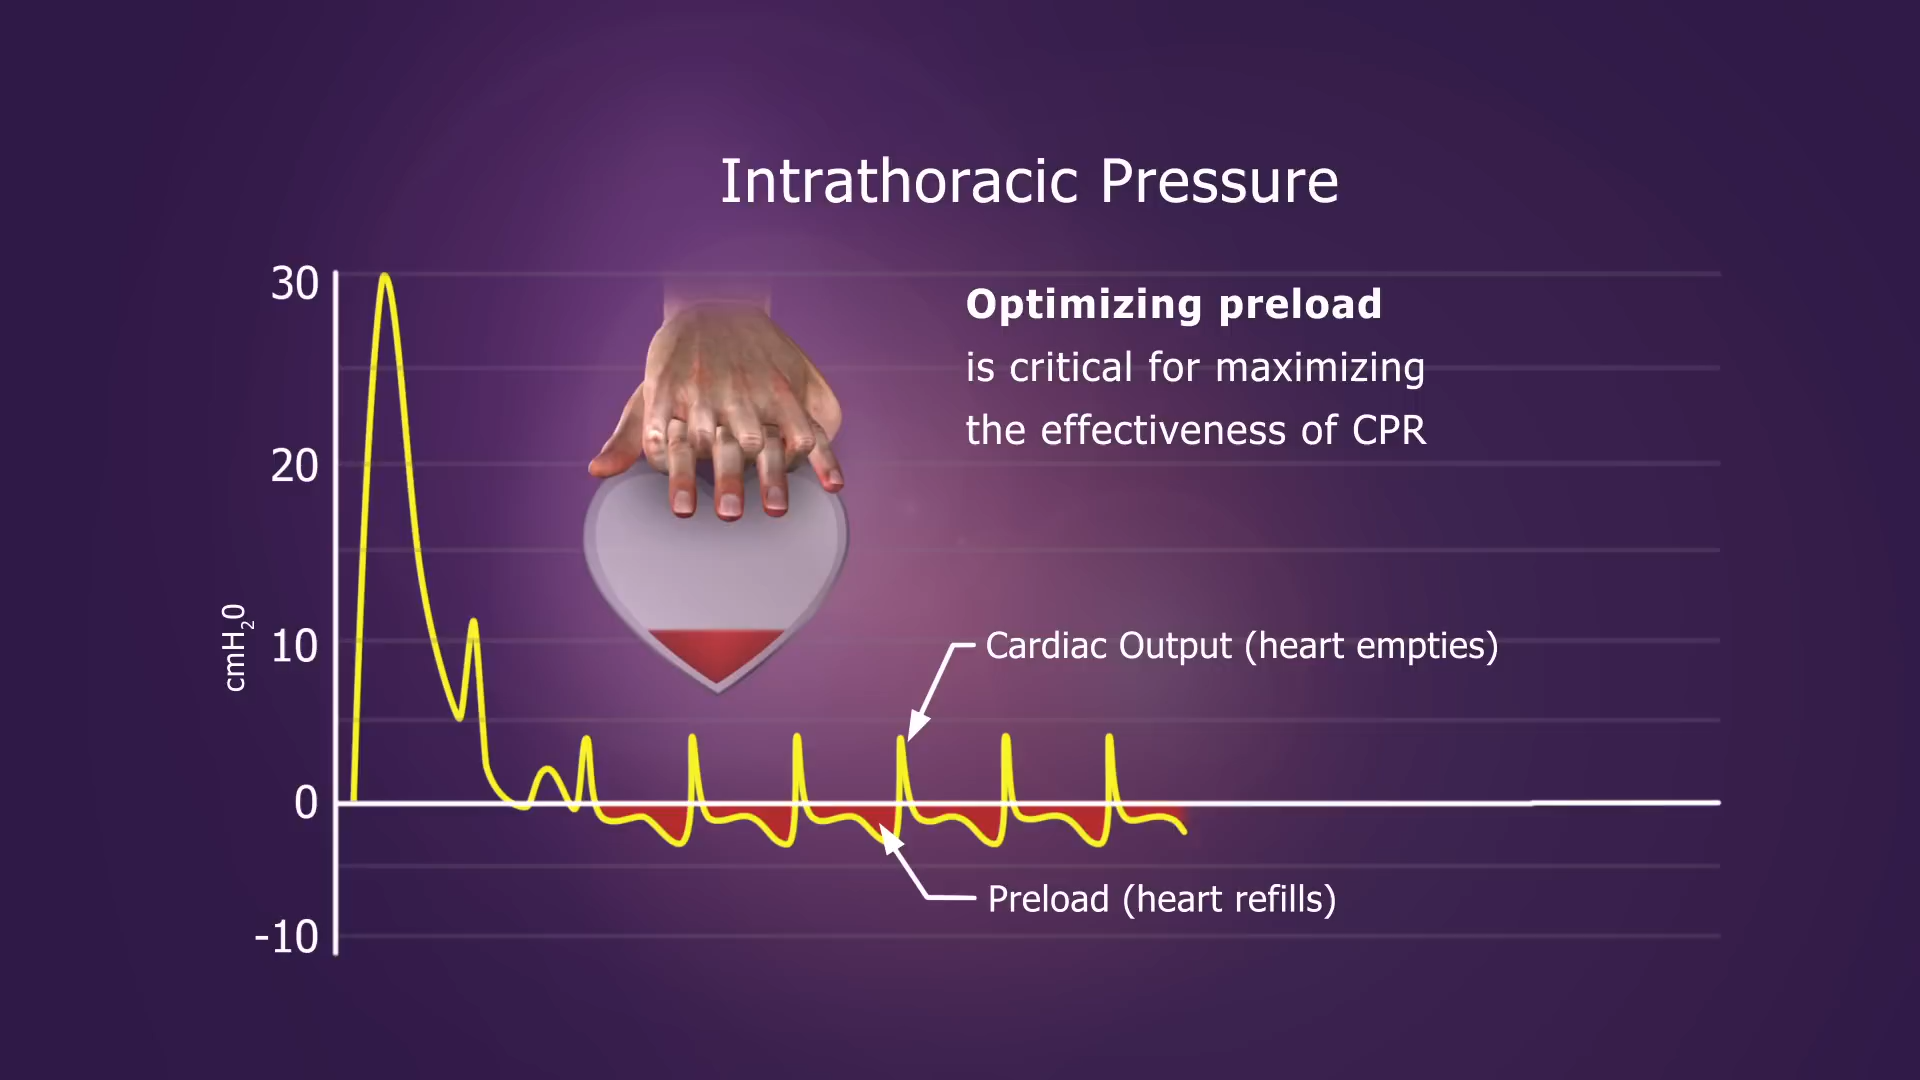 Intrathoracic Pressure
30
Optimizing preload
is critical for maximizing
the effectiveness of CPR
20
cmH₂0
10
Cardiac Output (heart empties)
0
Preload (heart refills)
-10